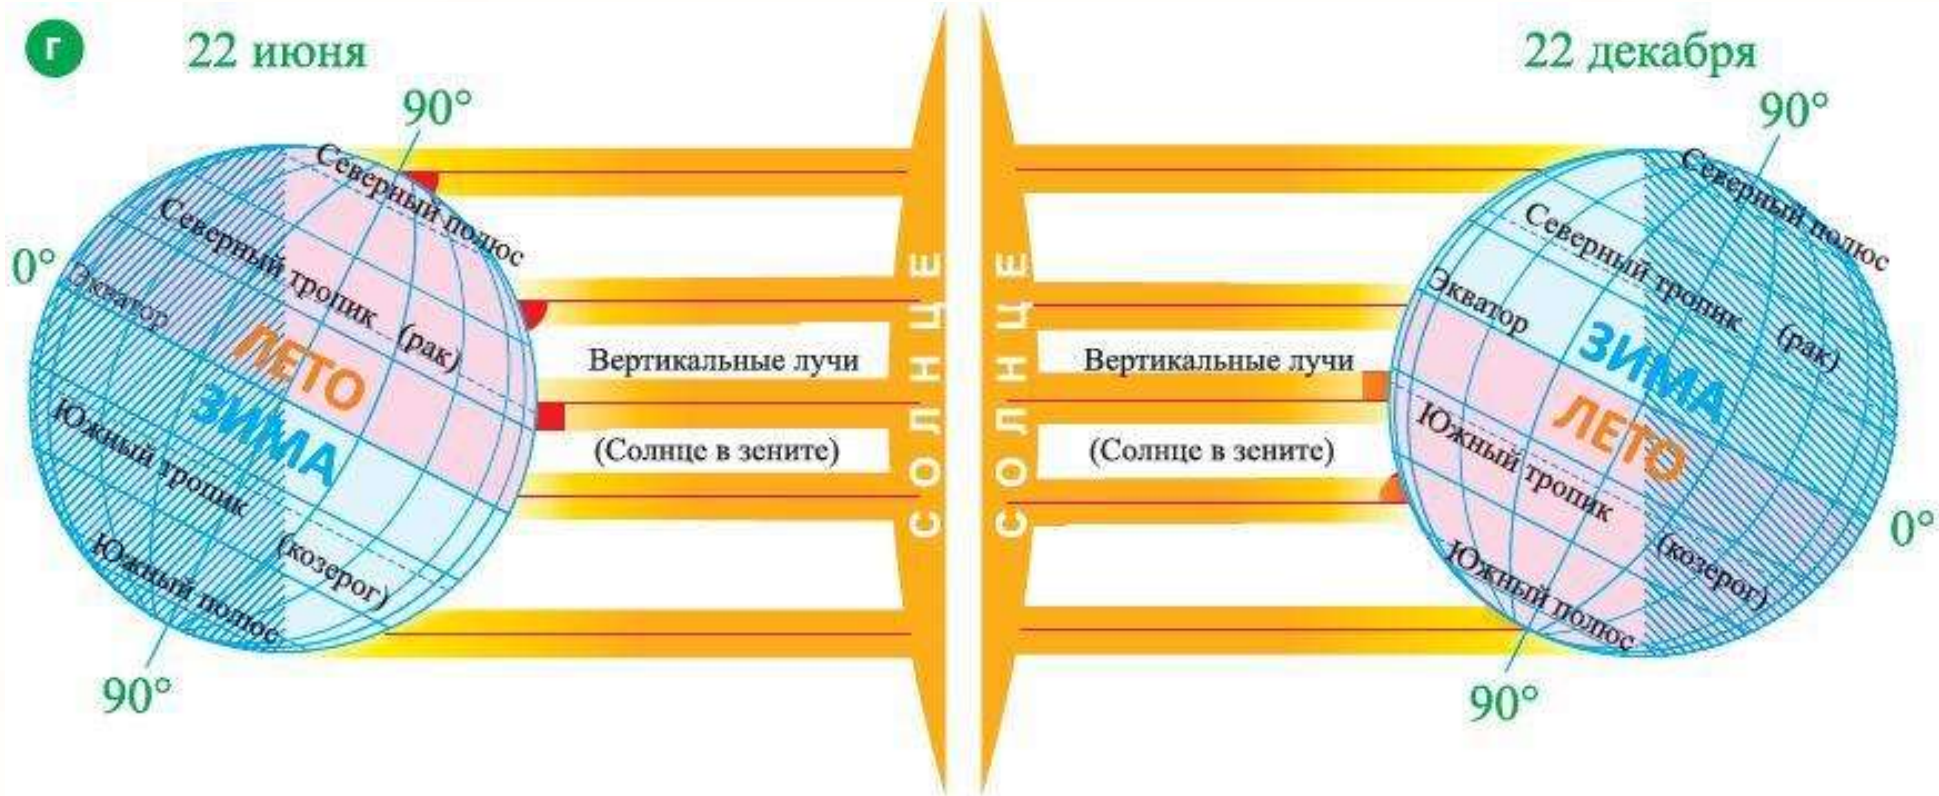 г
22 июня
22 декабря
90°
90°
Северный полюс
Северный полюс
Северный тропик (рак)
Северный тропик (рак)
0°
Экватор
Экватор
ЛЕТО
ЗИМА
ЗИМА
ЛЕТО
Вертикальные лучи
Вертикальные лучи
(Солнце в зените)
(Солнце в зените)
СОЛНЦЕ
СОЛНЦЕ
Южный тропик (козерог)
Южный тропик (козерог)
0°
Южный полюс
Южный полюс
90°
90°